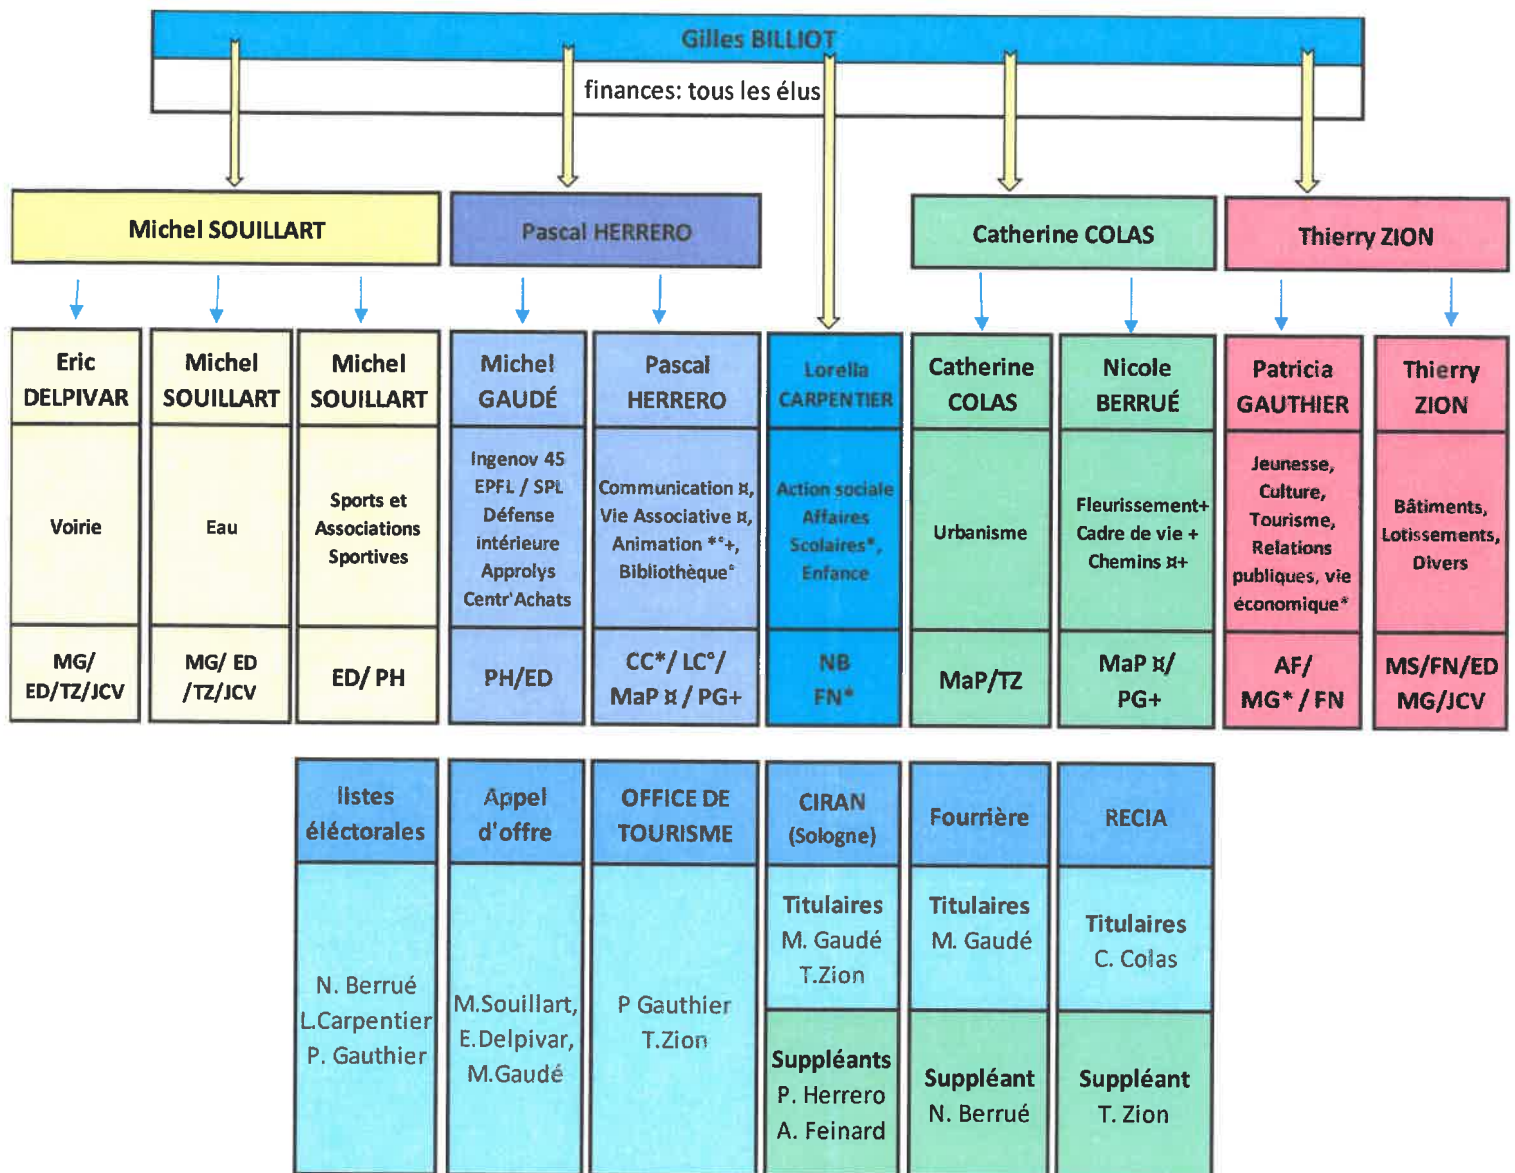 Gilles BILLIOT
finances: tous les élus
Michel SOUILLART
Pascal HERRERO
Catherine COLAS
Thierry ZION
Eric
DELPIVAR
Voirie
MG/
ED/TZ/JCV
Michel
SOUILLART
Eau
MG/ ED
/TZ/JCV
Michel
SOUILLART
Sports et
Associations
Sportives
ED/ PH
Michel
GAUDÉ
Ingenov 45
EPFL / SPL
Défense
intérieure
Approlys
Centr'Achats
PH/ED
Pascal
HERRERO
Communication ¤,
Vie Associative ¤,
Animation *°+,
Bibliothèque°
CC*/ LC°/
MaP ¤ / PG+
Lorella
CARPENTIER
Action sociale
Affaires
Scolaires*,
Enfance
NB
FN*
Catherine
COLAS
Urbanisme
MaP/TZ
Nicole
BERRUÉ
Fleurissement+
Cadre de vie +
Chemins ¤+
MaP ¤/
PG+
Patricia
GAUTHIER
Jeunesse,
Culture,
Tourisme,
Relations
publiques, vie
économique*
AF/
MG* / FN
Thierry
ZION
Bâtiments,
Lotissements,
Divers
MS/FN/ED
MG/JCV
listes
éléctorales
N. Berrué
L.Carpentier
P. Gauthier
Appel
d'offre
M.Souillart,
E.Delpivar,
M.Gaudé
OFFICE DE
TOURISME
P Gauthier
T.Zion
CIRAN
(Sologne)
Titulaires
M. Gaudé
T.Zion
Suppléants
P. Herrero
A. Feinard
Fourrière
Titulaires
M. Gaudé
Suppléant
N. Berrué
RECIA
Titulaires
C. Colas
Suppléant
T. Zion